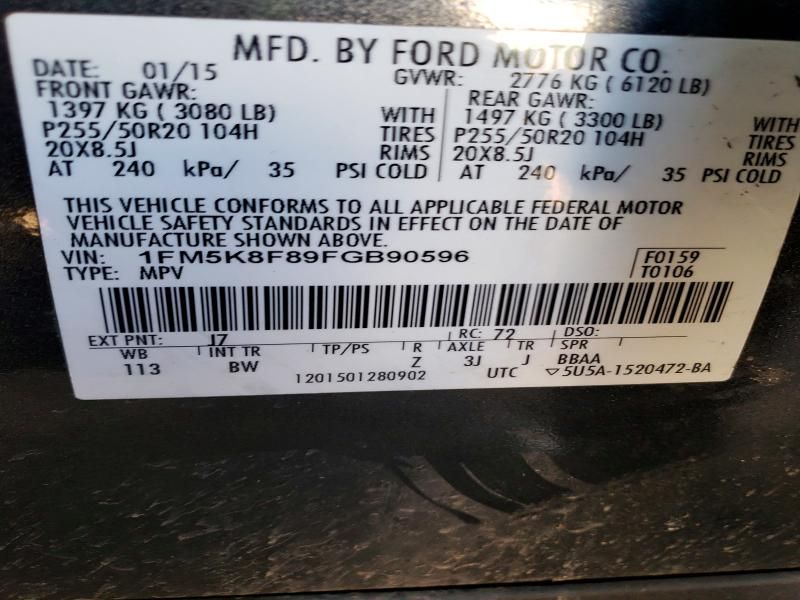 MFD. BY FORD MOTOR CO.
DATE: 01/15 GVWR: 2776 KG ( 6120 LB)
FRONT GAWR: REAR GAWR:
1397 KG ( 3080 LB) WITH 1497 KG ( 3300 LB) WITH
P255/50R20 104H TIRES P255/50R20 104H TIRES
20X8.5J RIMS 20X8.5J RIMS
AT 240 kPa/ 35 PSI COLD AT 240 kPa/ 35 PSI COLD
THIS VEHICLE CONFORMS TO ALL APPLICABLE FEDERAL MOTOR
VEHICLE SAFETY STANDARDS IN EFFECT ON THE DATE OF
MANUFACTURE SHOWN ABOVE.
VIN: 1FM5K8F89FGB90596 F0159
TYPE: MPV T0106
EXT PNT: J7 RC: 72 DSO:
WB INT TR TP/PS R AXLE TR SPR
113 BW Z 3J J BBAA
1201501280902 UTC ▽5U5A-1520472-BA